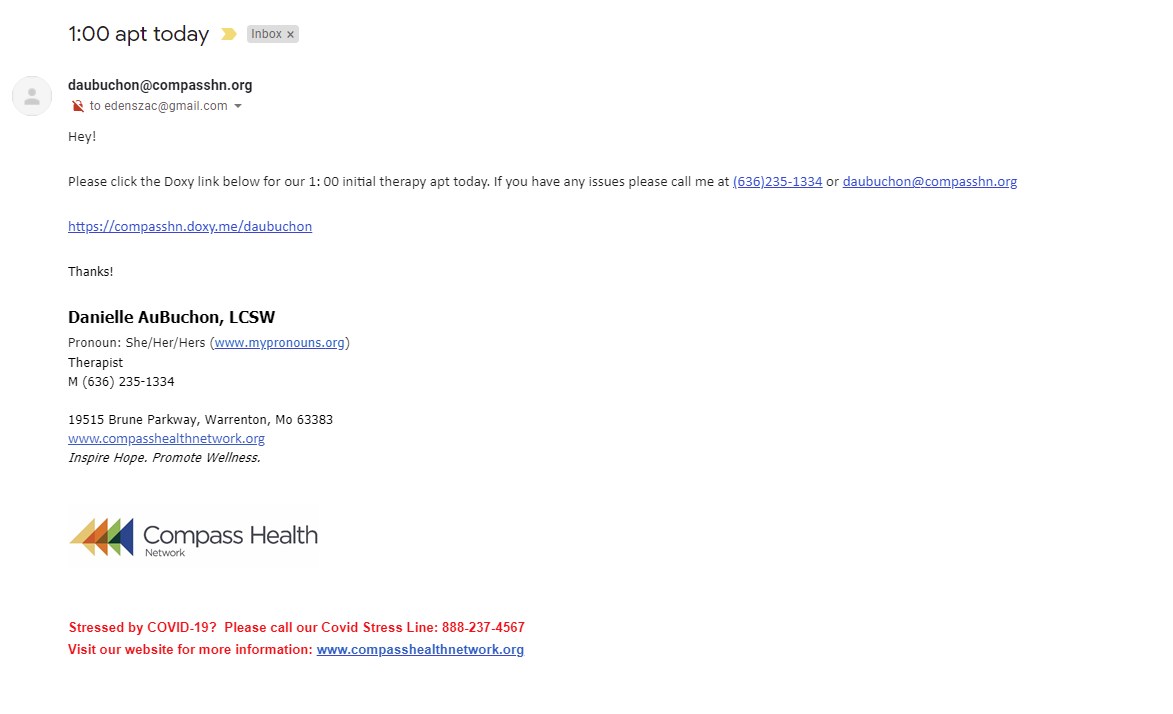 1:00 apt today
Inbox ×
daubuchon@compasshn.org
to edenszac@gmail.com
Hey!
Please click the Doxy link below for our 1: 00 initial therapy apt today. If you have any issues please call me at (636)235-1334 or daubuchon@compasshn.org
https://compasshn.doxy.me/daubuchon
Thanks!
Danielle AuBuchon, LCSW
Pronoun: She/Her/Hers (www.mypronouns.org)
Therapist
M (636) 235-1334
19515 Brune Parkway, Warrenton, Mo 63383
www.compasshealthnetwork.org
Inspire Hope. Promote Wellness.
Compass Health
Network
Stressed by COVID-19?  Please call our Covid Stress Line: 888-237-4567
Visit our website for more information: www.compasshealthnetwork.org